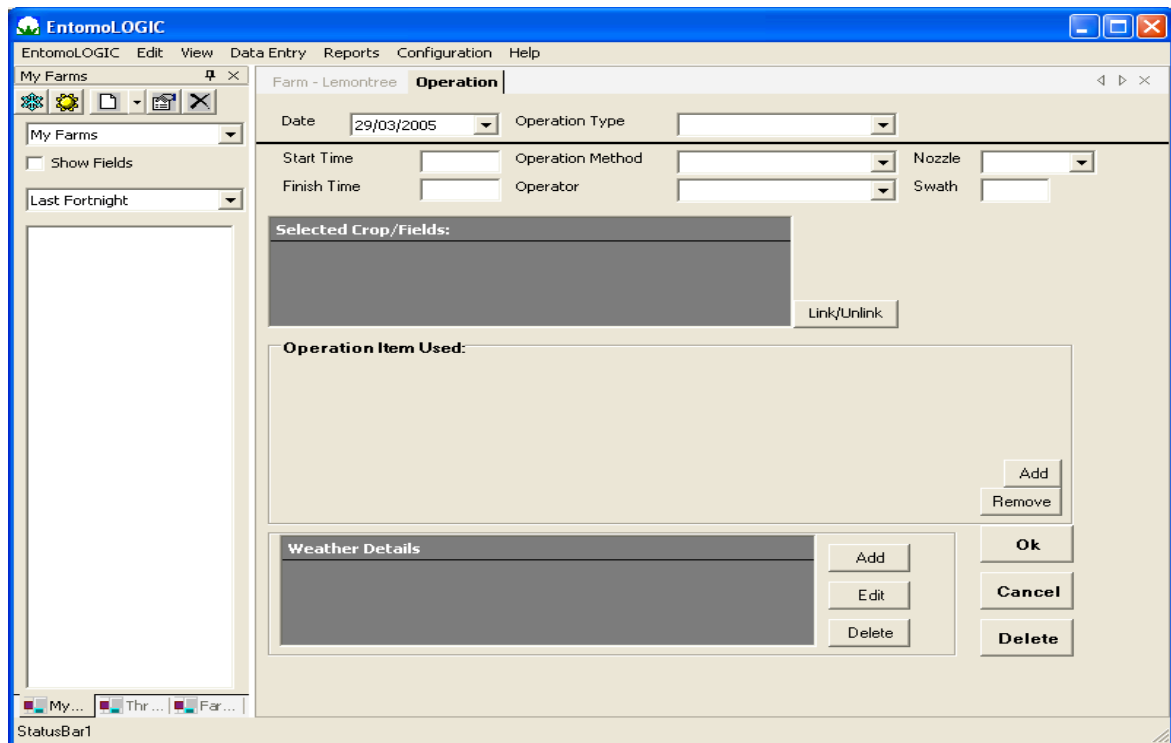 EntomoLOGIC
EntomoLOGIC Edit View Data Entry Reports Configuration Help
My Farms
Farm - Lemontree Operation
My Farms
Show Fields
Last Fortnight
Date 29/03/2005 Operation Type
Start Time Operation Method Nozzle
Finish Time Operator Swath
Selected Crop/Fields:
Link/Unlink
Operation Item Used:
Add
Remove
Weather Details
Add
Edit
Delete
Ok
Cancel
Delete
My... Thr... Far...
StatusBar1